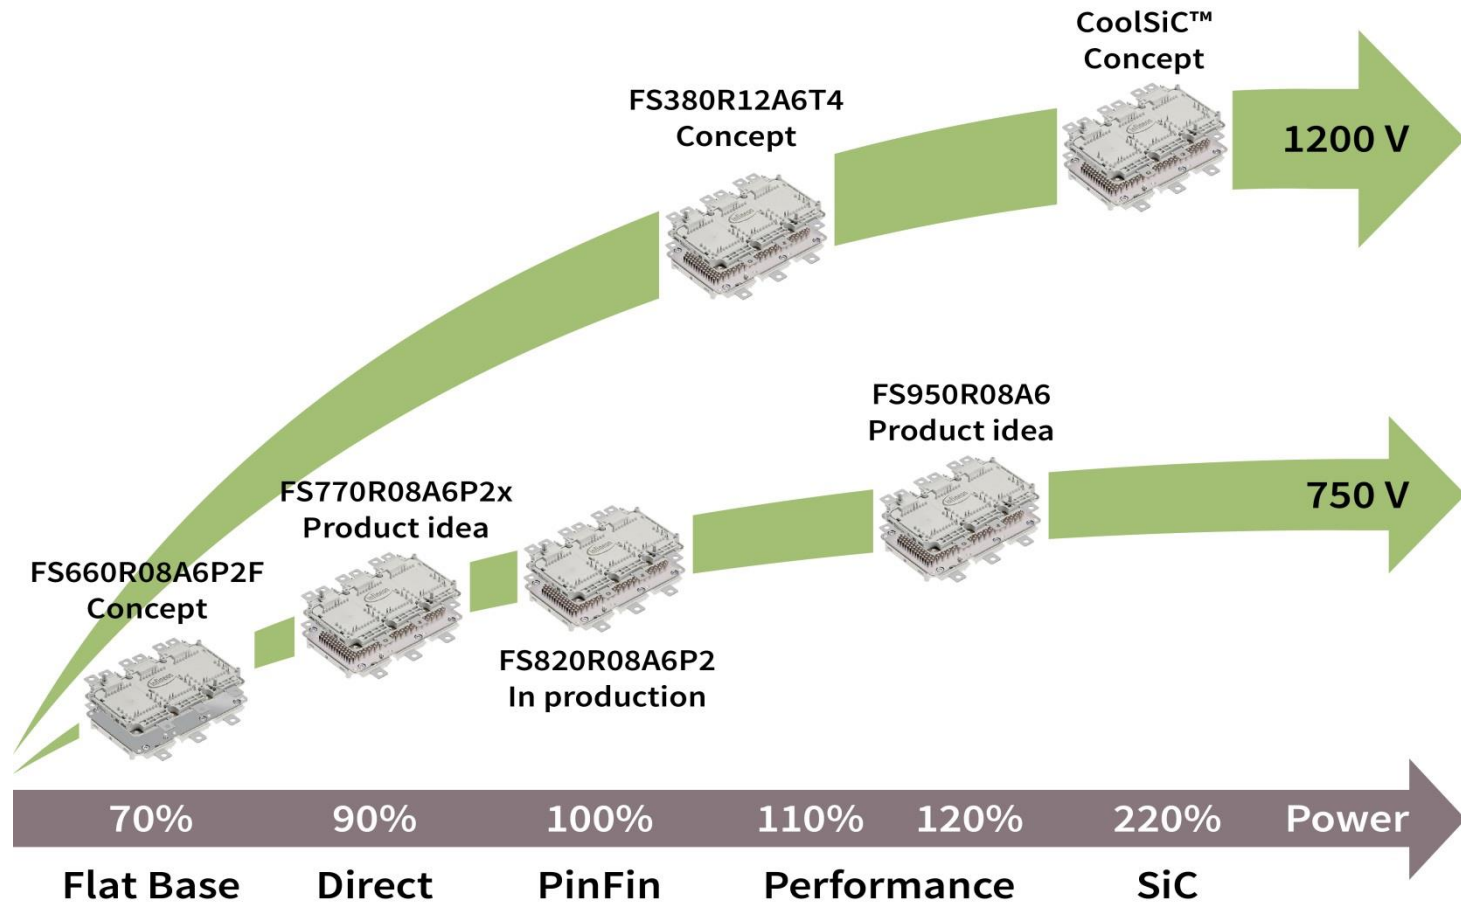 CoolSiC™
Concept
FS380R12A6T4
Concept
1200 V
FS950R08A6
Product idea
750 V
FS770R08A6P2x
Product idea
FS660R08A6P2F
Concept
FS820R08A6P2
In production
70% 90% 100% 110% 120% 220% Power
Flat Base Direct PinFin Performance SiC